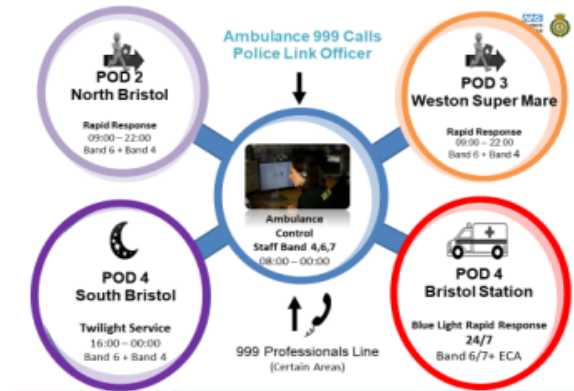 Ambulance 999 Calls
Police Link Officer
POD 2
North Bristol
Rapid Response
09:00 – 22:00
Band 6 + Band 4
NHS
POD 3
Weston Super Mare
Rapid Response
09:00 – 22:00
Band 6 + Band 4
Ambulance
Control
Staff Band 4,6,7
08:00 – 00:00
POD 4
South Bristol
Twilight Service
16:00 – 00:00
Band 6 + Band 4
POD 4
Bristol Station
Blue Light Rapid Response
24/7
Band 6/7+ ECA
999 Professionals Line
(Certain Areas)